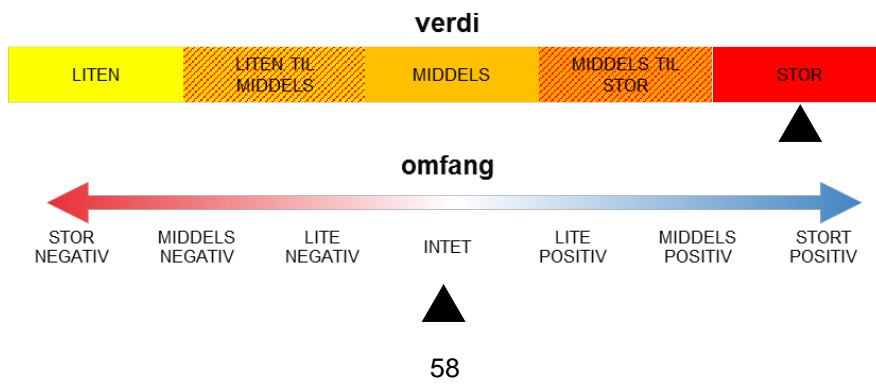 verdi
LITEN
LITEN TIL
MIDDELS
MIDDELS
MIDDELS TIL
STOR
STOR
omfang
STOR
NEGATIV
MIDDELS
NEGATIV
LITE
NEGATIV
INTET
LITE
POSITIV
MIDDELS
POSITIV
STORT
POSITIV
58